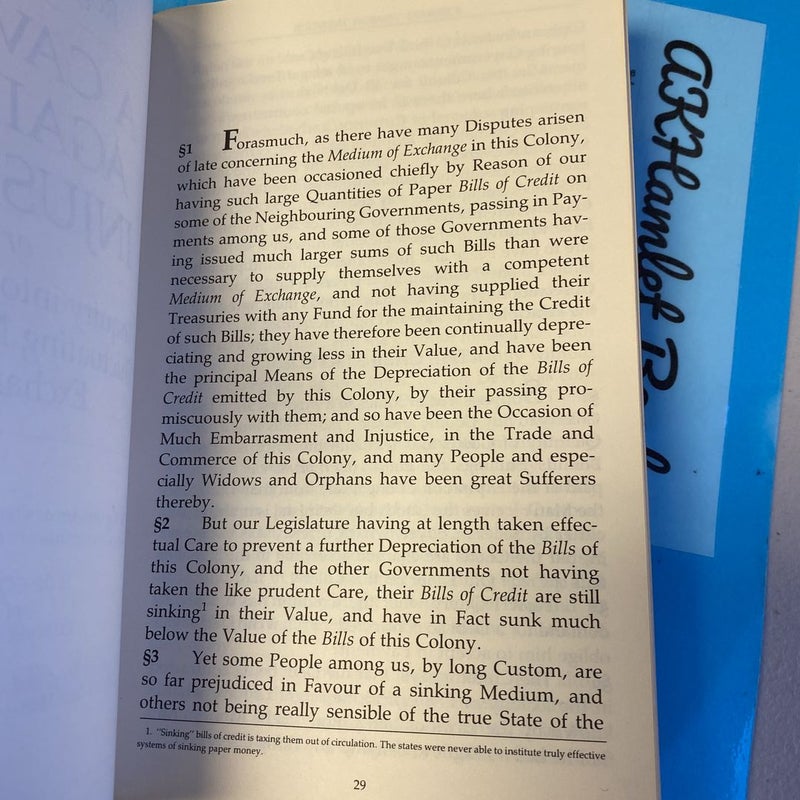 §1 Forasmuch, as there have many Disputes arisen
of late concerning the Medium of Exchange in this Colony,
which have been occasioned chiefly by Reason of our
having such large Quantities of Paper Bills of Credit on
some of the Neighbouring Governments, passing in Pay-
ments among us, and some of those Governments hav-
ing issued much larger sums of such Bills than were
necessary to supply themselves with a competent
Medium of Exchange, and not having supplied their
Treasuries with any Fund for the maintaining the Credit
of such Bills; they have therefore been continually depre-
ciating and growing less in their Value, and have been
the principal Means of the Depreciation of the Bills of
Credit emitted by this Colony, by their passing pro-
miscuously with them; and so have been the Occasion of
Much Embarrasment and Injustice, in the Trade and
Commerce of this Colony, and many People and espe-
cially Widows and Orphans have been great Sufferers
thereby.
§2 But our Legislature having at length taken effec-
tual Care to prevent a further Depreciation of the Bills of
this Colony, and the other Governments not having
taken the like prudent Care, their Bills of Credit are still
sinking1 in their Value, and have in Fact sunk much
below the Value of the Bills of this Colony.
§3 Yet some People among us, by long Custom, are
so far prejudiced in Favour of a sinking Medium, and
others not being really sensible of the true State of the
1. "Sinking" bills of credit is taxing them out of circulation. The states were never able to institute truly effective
systems of sinking paper money.
29
Hamlet